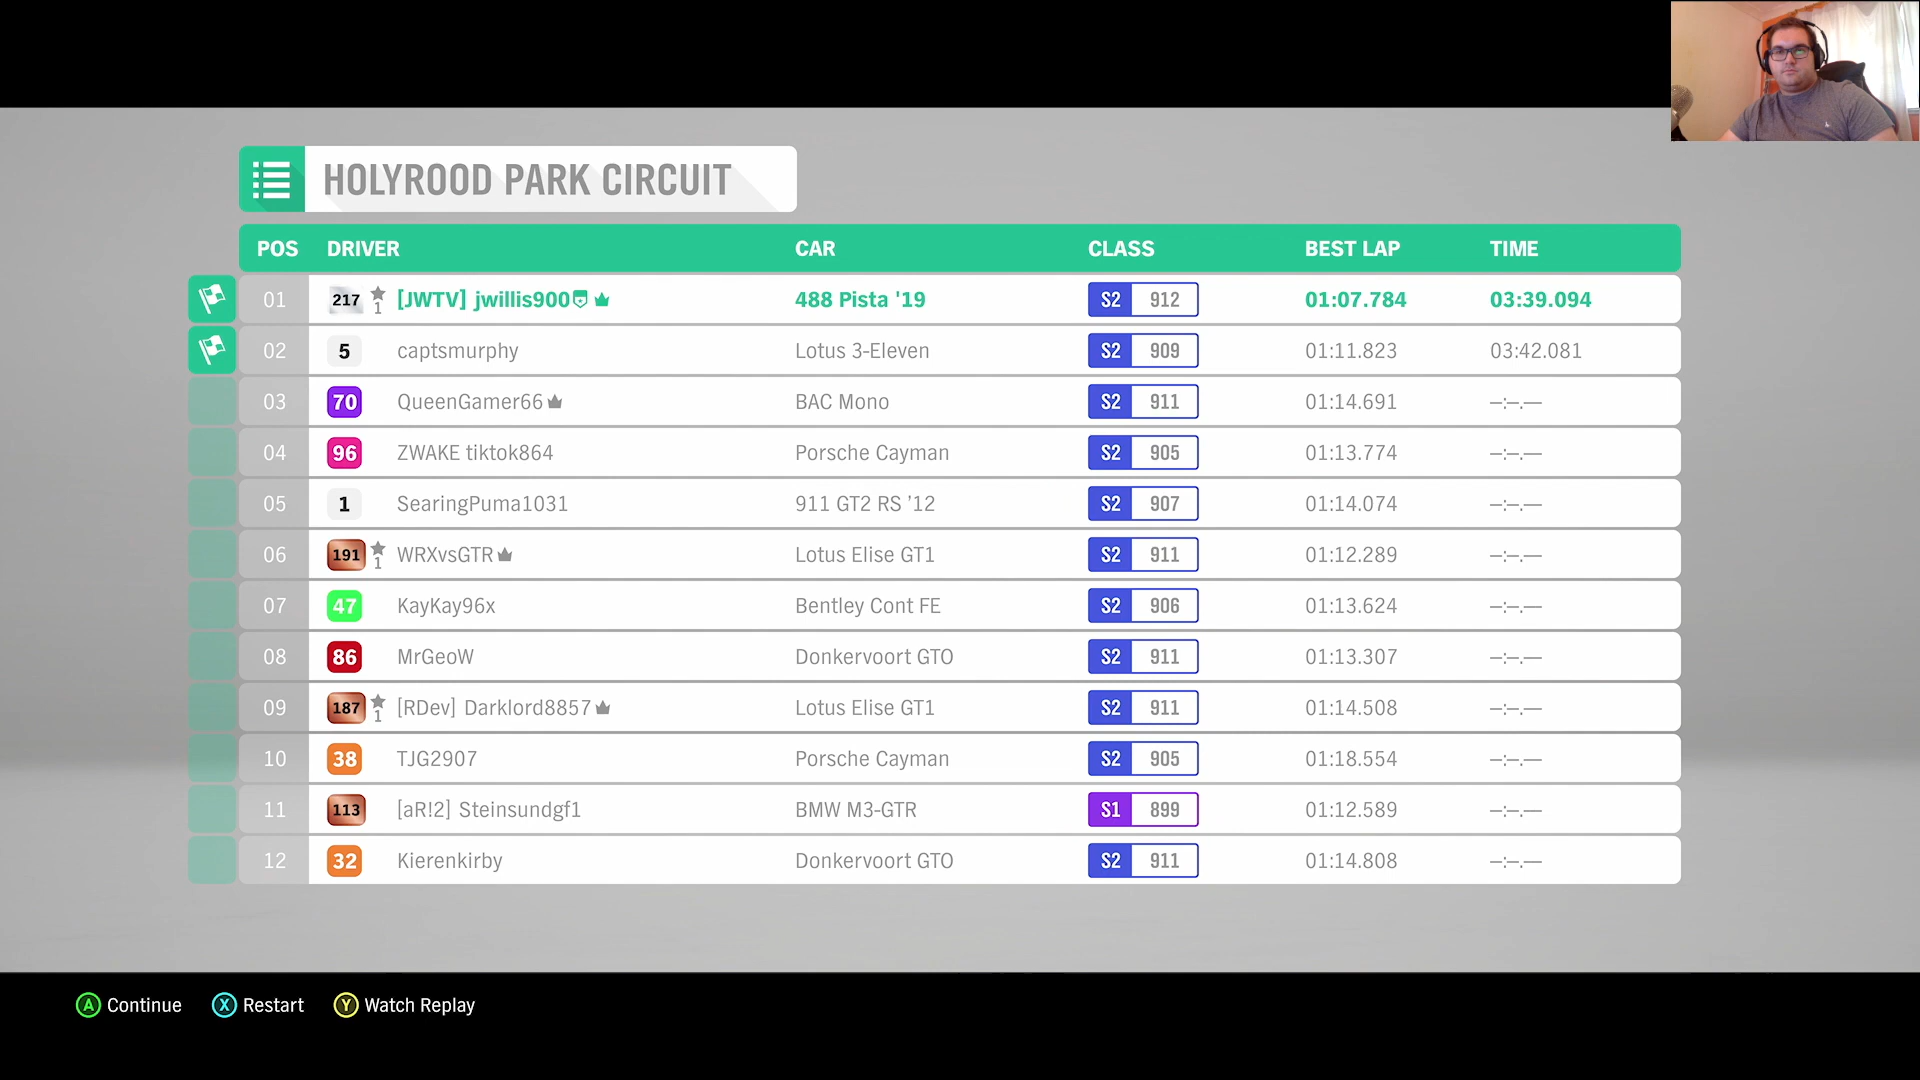 HOLYROOD PARK CIRCUIT
POS DRIVER CAR CLASS BEST LAP TIME
01 217 1 [JWTV] jwillis900 488 Pista '19 S2 912 01:07.784 03:39.094
02 5 captsmurphy Lotus 3-Eleven S2 909 01:11.823 03:42.081
03 70 QueenGamer66 BAC Mono S2 911 01:14.691 --:--.---
04 96 ZWAKE tiktok864 Porsche Cayman S2 905 01:13.774 --:--.---
05 1 SearingPuma1031 911 GT2 RS '12 S2 907 01:14.074 --:--.---
06 191 1 WRXvsGTR Lotus Elise GT1 S2 911 01:12.289 --:--.---
07 47 KayKay96x Bentley Cont FE S2 906 01:13.624 --:--.---
08 86 MrGeoW Donkervoort GTO S2 911 01:13.307 --:--.---
09 187 1 [RDev] Darklord8857 Lotus Elise GT1 S2 911 01:14.508 --:--.---
10 38 TJG2907 Porsche Cayman S2 905 01:18.554 --:--.---
11 113 [aR!2] Steinsundgf1 BMW M3-GTR S1 899 01:12.589 --:--.---
12 32 Kierenkirby Donkervoort GTO S2 911 01:14.808 --:--.---
A Continue X Restart Y Watch Replay